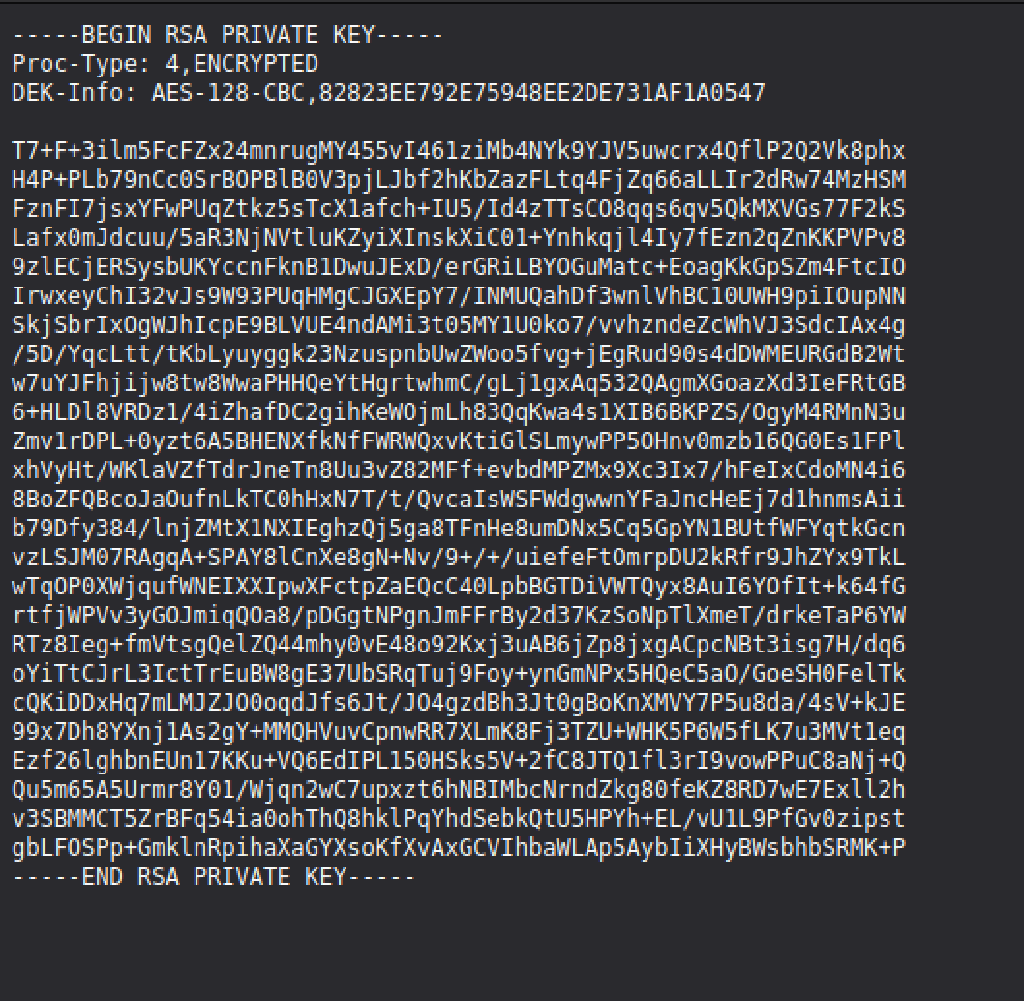 -----BEGIN RSA PRIVATE KEY-----
Proc-Type: 4,ENCRYPTED
DEK-Info: AES-128-CBC,82823EE792E75948EE2DE731AF1A0547

T7+F+3ilm5FcFZx24mnrugMY455vI461ziMb4NYk9YJV5uwcrx4QflP2Q2Vk8phx
H4P+PLb79nCc0SrBOPBlB0V3pjLJbf2hKbZazFLtq4FjZq66aLLIr2dRw74MzHSM
FznFI7jsxYFwPUqZtkz5sTcX1afch+IU5/Id4zTTsCO8qqs6qv5QkMXVGs77F2kS
Lafx0mJdcuu/5aR3NjNVtluKZyiXInskXiC01+Ynhkqjl4Iy7fEzn2qZnKKPVPv8
9zlECjERSysbUKYccnFknB1DwuJExD/erGRiLBYOGuMatc+EoagKkGpSZm4FtcIO
IrwxeyChI32vJs9W93PUqHMgCJGXEpY7/INMUQahDf3wnlVhBC10UWH9piIOupNN
SkjSbrIxOgWJhIcpE9BLVUE4ndAMi3t05MY1U0ko7/vvhzndeZcWhVJ3SdcIAx4g
/5D/YqcLtt/tKbLyuyggk23NzuspnbUwZWoo5fvg+jEgRud90s4dDWMEURGdB2Wt
w7uYJFhjijw8tw8WwaPHHQeYtHgrtwhmC/gLj1gxAq532QAgmXGoazXd3IeFRtGB
6+HLDl8VRDz1/4iZhafDC2gihKeWOjmLh83QqKwa4s1XIB6BKPZS/OgyM4RMnN3u
Zmv1rDPL+0yzt6A5BHENXfkNfFWRWQxvKtiGlSLmywPP5OHnv0mzb16QG0Es1FPl
xhVyHt/WKlaVZfTdrJneTn8Uu3vZ82MFf+evbdMPZMx9Xc3Ix7/hFeIxCdoMN4i6
8BoZFQBcoJaOufnLkTC0hHxN7T/t/QvcaIsWSFWdgwwnYFaJncHeEj7d1hnmsAii
b79Dfy384/lnjZMtX1NXIEghzQj5ga8TFnHe8umDNx5Cq5GpYN1BUtfWFYqtkGcn
vzLSJM07RAgqA+SPAY8lCnXe8gN+Nv/9+/+/uiefeFtOmrpDU2kRfr9JhZYx9TkL
wTqOP0XWjqufWNEIXXIpwXFctpZaEQcC40LpbBGTDiVWTQyx8AuI6YOfIt+k64fG
rtfjWPVv3yGOJmiqQOa8/pDGgtNPgnJmFFrBy2d37KzSoNpTlXmeT/drkeTaP6YW
RTz8Ieg+fmVtsgQelZQ44mhy0vE48o92Kxj3uAB6jZp8jxgACpcNBt3isg7H/dq6
oYiTtCJrL3IctTrEuBW8gE37UbSRqTuj9Foy+ynGmNPx5HQeC5aO/GoeSH0FelTk
cQKiDDxHq7mLMJZJO0oqdJfs6Jt/JO4gzdBh3Jt0gBoKnXMVY7P5u8da/4sV+kJE
99x7Dh8YXnj1As2gY+MMQHVuvCpnwRR7XLmK8Fj3TZU+WHK5P6W5fLK7u3MVt1eq
Ezf26lghbnEUn17KKu+VQ6EdIPL150HSks5V+2fC8JTQ1fl3rI9vowPPuC8aNj+Q
Qu5m65A5Urmr8Y01/Wjqn2wC7upxzt6hNBIMbcNrndZkg80feKZ8RD7wE7Exll2h
v3SBMMCT5ZrBFq54ia0ohThQ8hklPqYhdSebkQtU5HPYh+EL/vU1L9PfGv0zipst
gbLFOSPp+GmklnRpihaXaGYXsoKfXvAxGCVIhbaWLAp5AybIiXHyBWsbhbSRMK+P
-----END RSA PRIVATE KEY-----